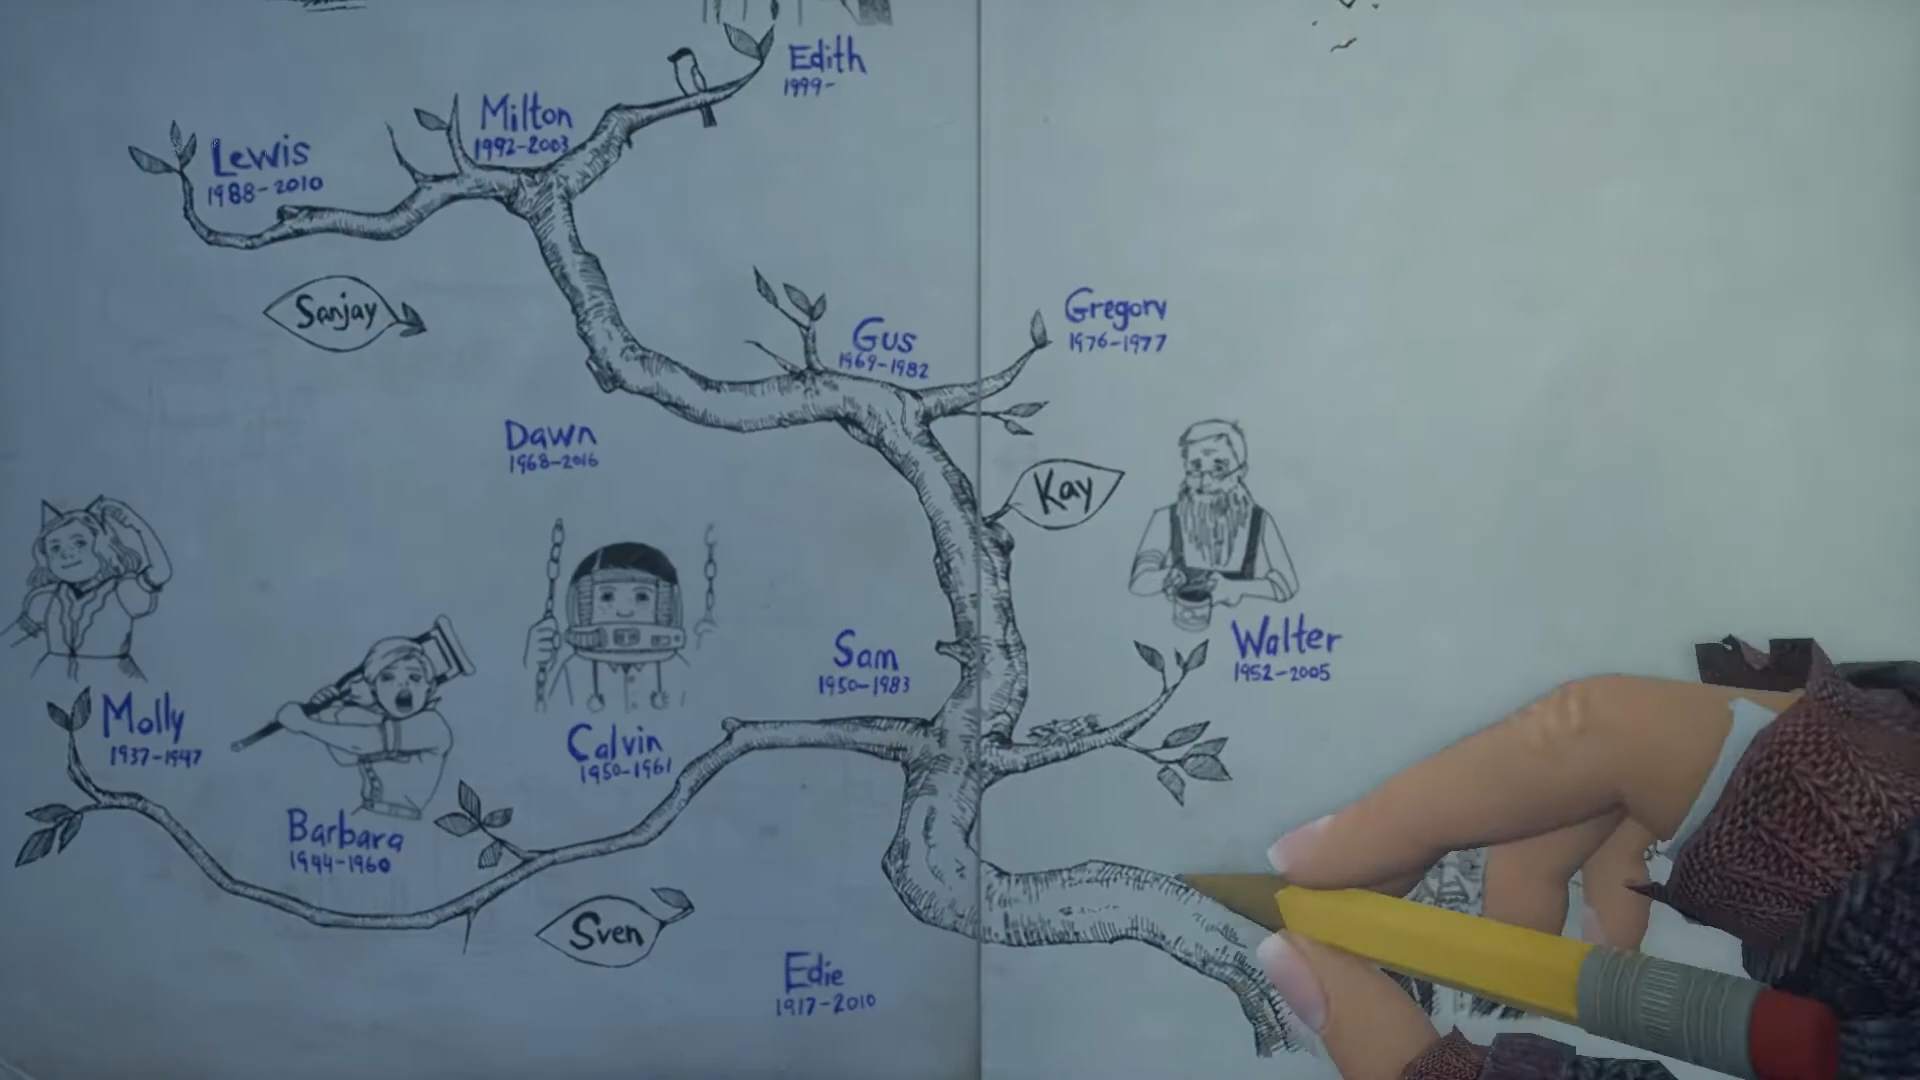 Edith
1999-
Milton
1992-2003
Lewis
1988-2010
Sanjay
Gregory
1976-1977
Gus
1969-1982
Dawn
1968-2016
Kay
Walter
1952-2005
Sam
1950-1983
Calvin
1950-1961
Molly
1937-1947
Barbara
1944-1960
Sven
Edie
1917-2010